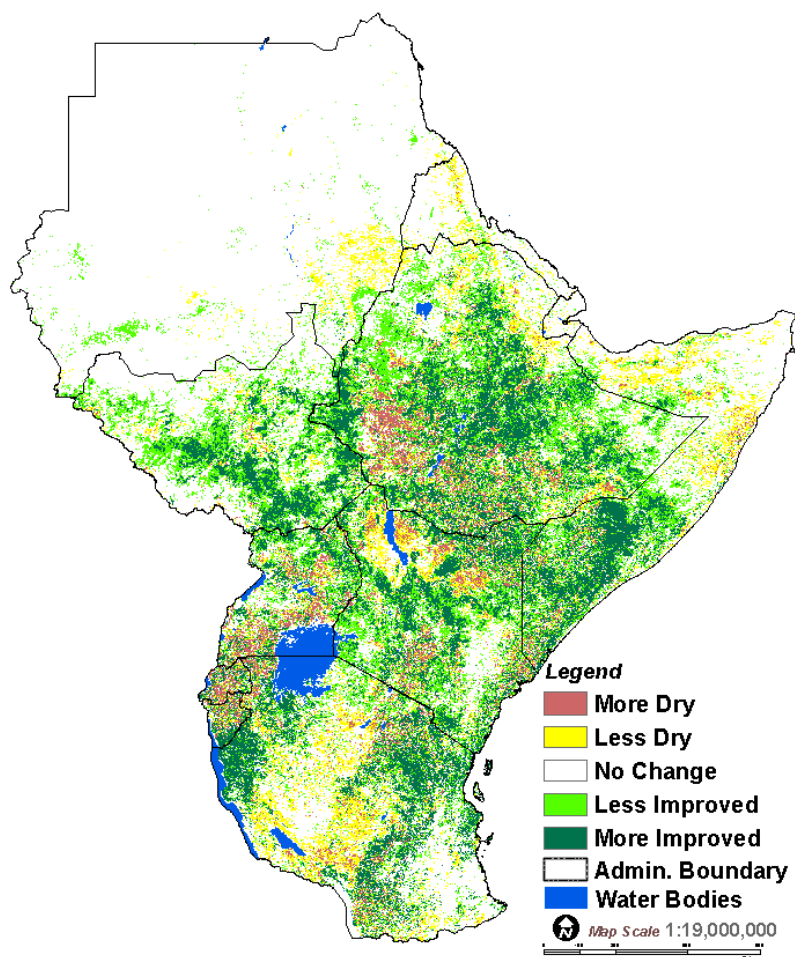 Legend
More Dry
Less Dry
No Change
Less Improved
More Improved
Admin. Boundary
Water Bodies
N Map Scale 1:19,000,000